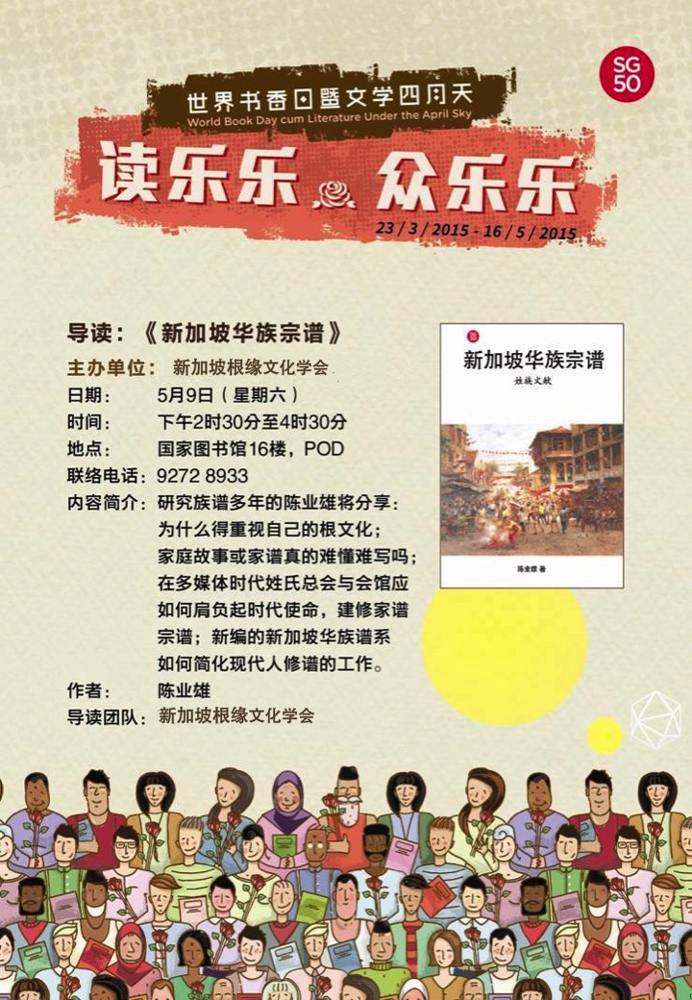 SG
50
世界书香日暨文学四月天
World Book Day cum Literature Under the April Sky
读乐乐 众乐乐
23 / 3 / 2015 - 16 / 5 / 2015
导读：《新加坡华族宗谱》
主办单位： 新加坡根缘文化学会
日期： 5月9日（星期六）
时间： 下午2时30分至4时30分
地点： 国家图书馆16楼，POD
联络电话：9272 8933
内容简介：研究族谱多年的陈业雄将分享：
为什么得重视自己的根文化；
家庭故事或家谱真的难懂难写吗；
在多媒体时代姓氏总会与会馆应
如何肩负起时代使命，建修家谱
宗谱；新编的新加坡华族谱系
如何简化现代人修谱的工作。
作者： 陈业雄
导读团队：新加坡根缘文化学会
SG
50
新加坡华族宗谱
姓族文献
陈业雄 著